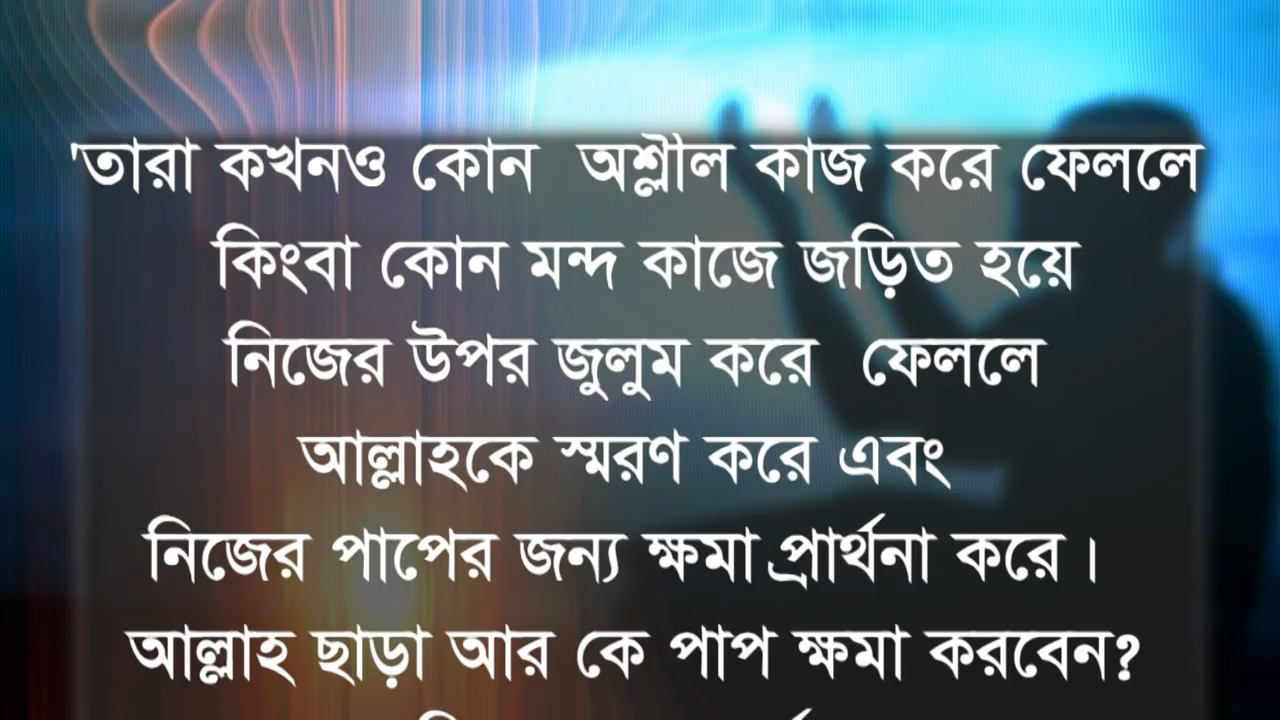 'তারা কখনও কোন অশ্লীল কাজ করে ফেললে
কিংবা কোন মন্দ কাজে জড়িত হয়ে
নিজের উপর জুলুম করে ফেললে
আল্লাহকে স্মরণ করে এবং
নিজের পাপের জন্য ক্ষমা প্রার্থনা করে।
আল্লাহ ছাড়া আর কে পাপ ক্ষমা করবেন?